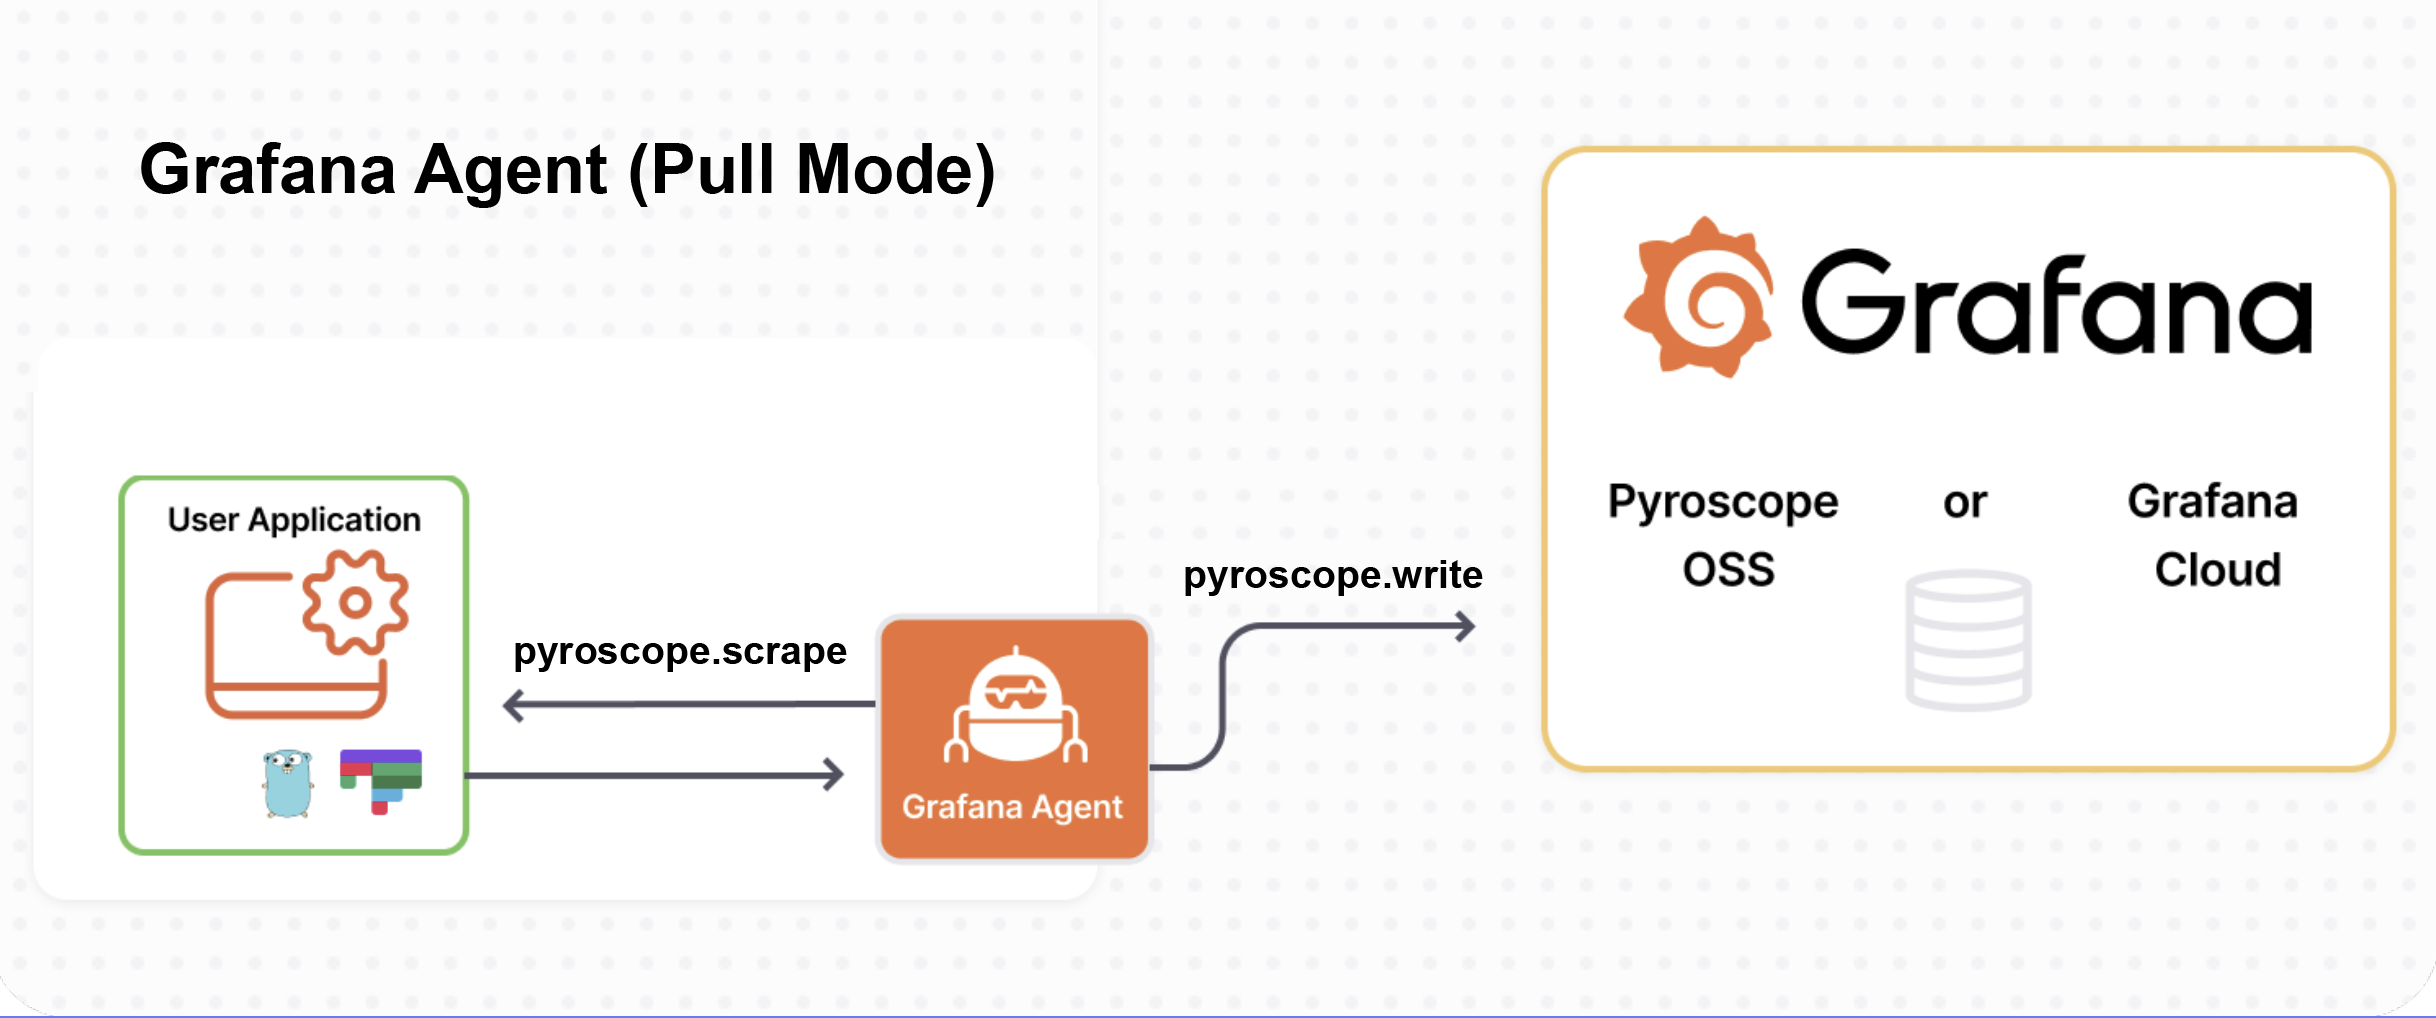 Grafana Agent (Pull Mode)
User Application
pyroscope.scrape
Grafana Agent
pyroscope.write
Grafana
Pyroscope
OSS
or
Grafana
Cloud